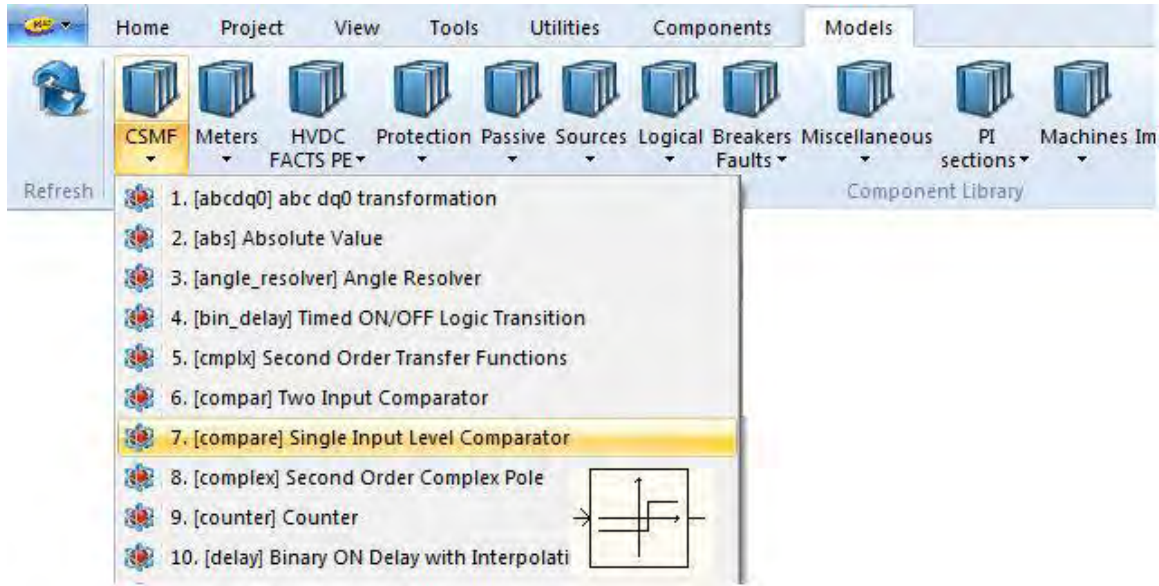 Home Project View Tools Utilities Components Models
CSMF Meters HVDC FACTS PE Protection Passive Sources Logical Breakers Faults Miscellaneous PI sections Machines Im
Refresh Component Library
1. [abcdq0] abc dq0 transformation
2. [abs] Absolute Value
3. [angle_resolver] Angle Resolver
4. [bin_delay] Timed ON/OFF Logic Transition
5. [cmplx] Second Order Transfer Functions
6. [compar] Two Input Comparator
7. [compare] Single Input Level Comparator
8. [complex] Second Order Complex Pole
9. [counter] Counter
10. [delay] Binary ON Delay with Interpolati